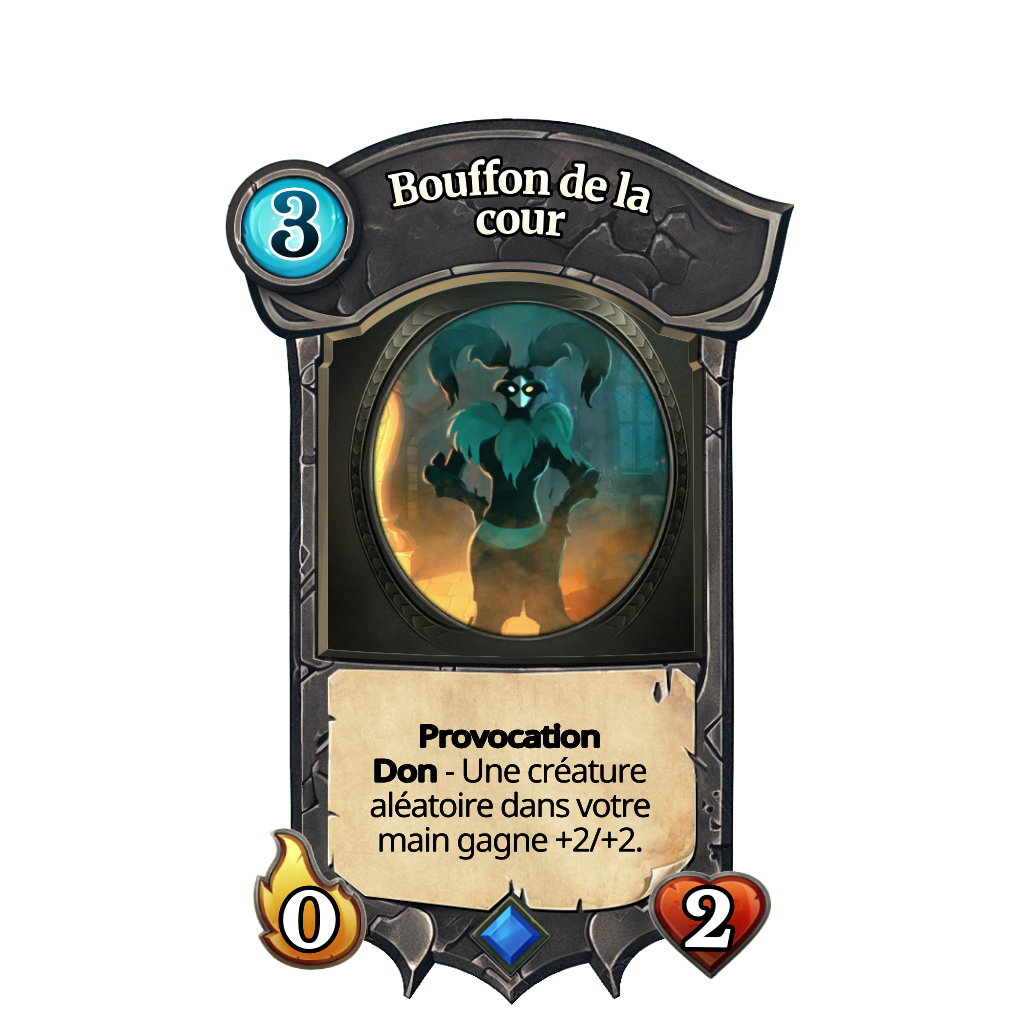 3
Bouffon de la
cour
Provocation
Don - Une créature
aléatoire dans votre
main gagne +2/+2.
0
2